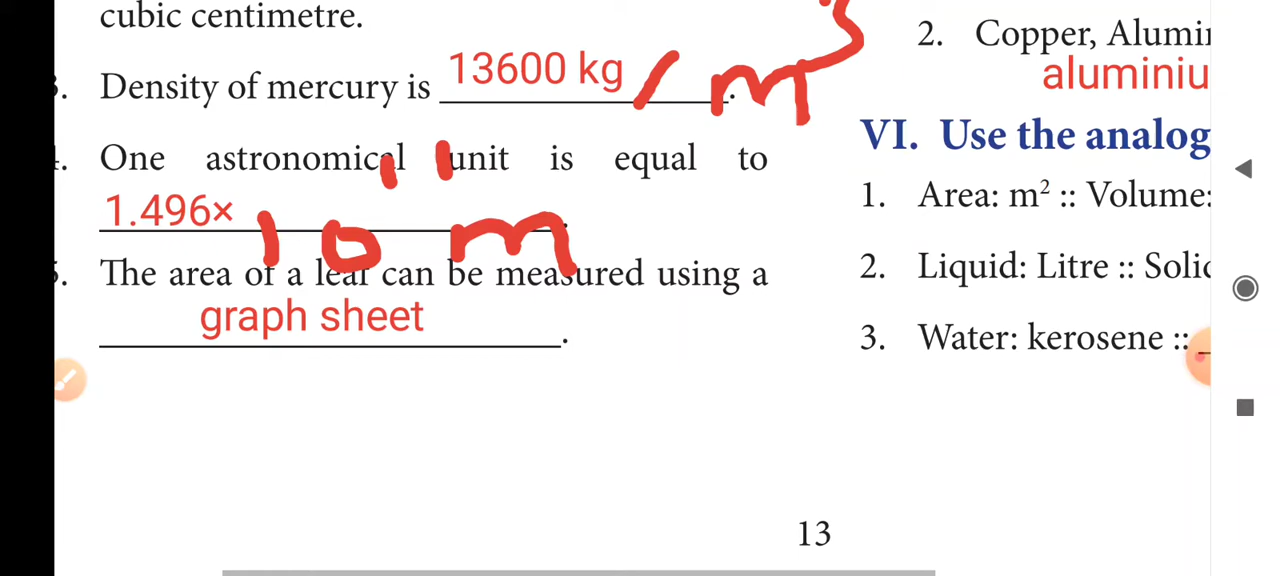 cubic centimetre.
3. Density of mercury is 13600 kg/m³.
4. One astronomical unit is equal to
1.496×10¹¹m.
5. The area of a leaf can be measured using a
graph sheet.
2. Copper, Alumi
aluminiu
VI. Use the analog
1. Area: m² :: Volume:
2. Liquid: Litre :: Solid
3. Water: kerosene :: _
13